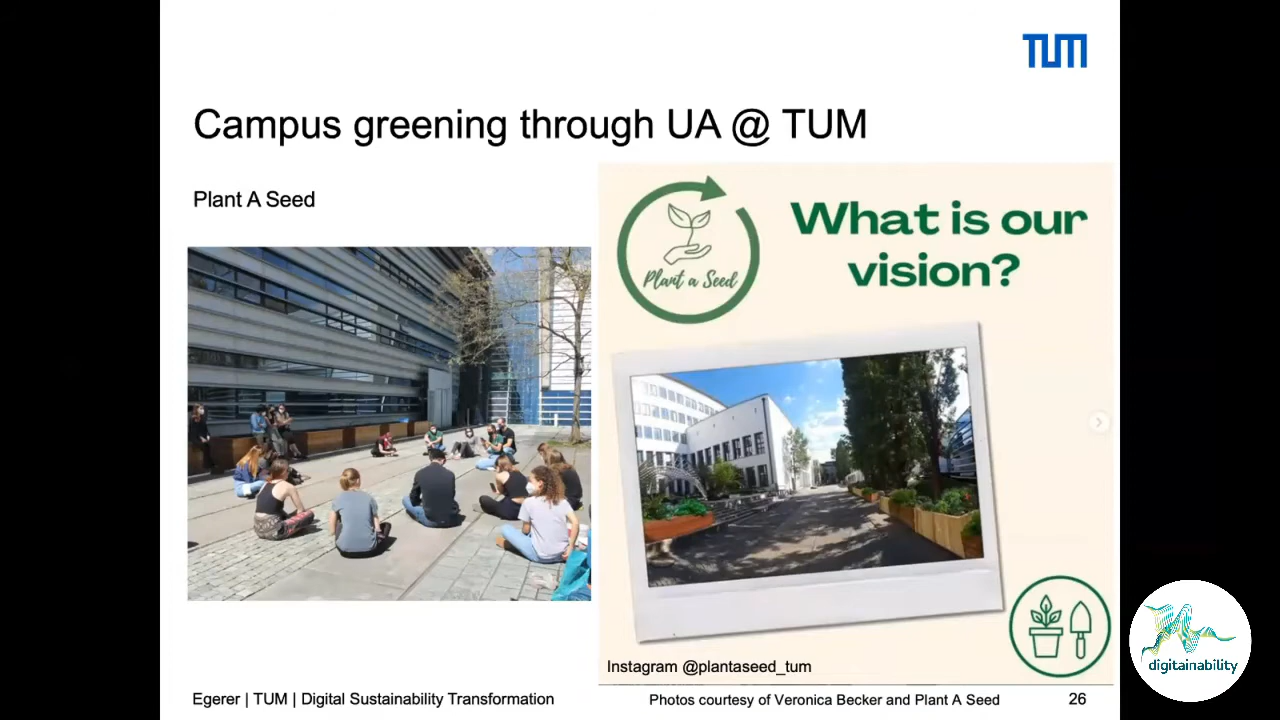 TUM
Campus greening through UA @ TUM
Plant A Seed
Plant a Seed
What is our
vision?
Instagram @plantaseed_tum
Egerer | TUM | Digital Sustainability Transformation
Photos courtesy of Veronica Becker and Plant A Seed
26
digitainability